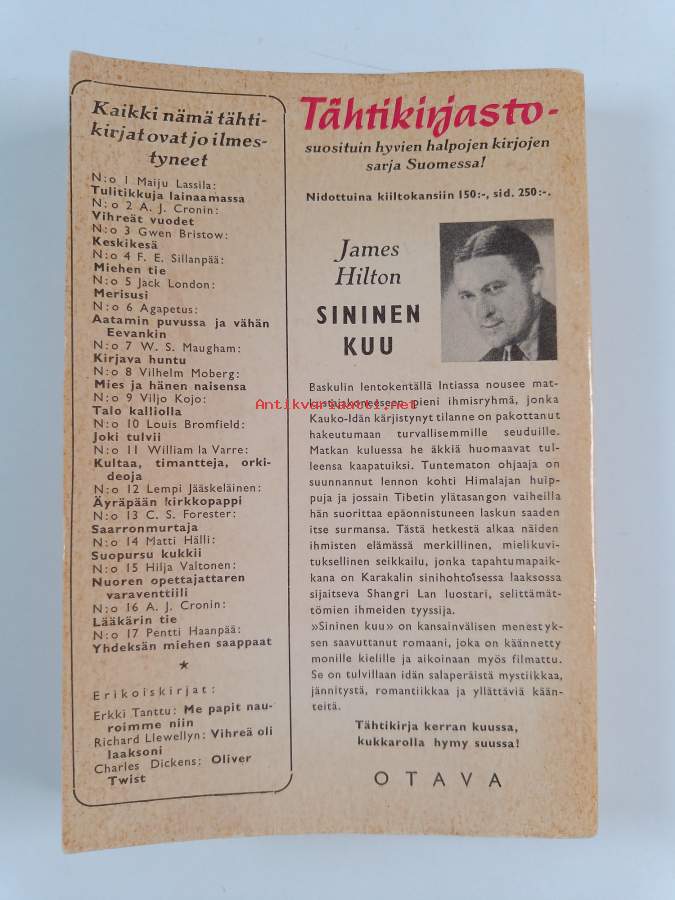 Kaikki nämä tähti-
kirjat ovat jo ilmes-
tyneet
N:o 1 Maiju Lassila:
Tulitikkuja lainaamassa
N:o 2 A. J. Cronin:
Vihreät vuodet
N:o 3 Gwen Bristow:
Keskikesä
N:o 4 F. E. Sillanpää:
Miehen tie
N:o 5 Jack London:
Merisusi
N:o 6 Agapetus:
Aatamin puvussa ja vähän
Eevankin
N:o 7 W. S. Maugham:
Kirjava huntu
N:o 8 Vilhelm Moberg:
Mies ja hänen naisensa
N:o 9 Viljo Kojo:
Talo kalliolla
N:o 10 Louis Bromfield:
Joki tulvii
N:o 11 William la Varre:
Kultaa, timantteja, orki-
deoja
N:o 12 Lempi Jääskeläinen:
Äyräpään kirkkopappi
N:o 13 C. S. Forester:
Saarronmurtaja
N:o 14 Matti Hälli:
Suopursu kukkii
N:o 15 Hilja Valtonen:
Nuoren opettajattaren
varaventtiili
N:o 16 A. J. Cronin:
Lääkärin tie
N:o 17 Pentti Haanpää:
Yhdeksän miehen saappaat
★
Erikoiskirjat:
Erkki Tanttu: Me papit nau-
roimme niin
Richard Llewellyn: Vihreä oli
laaksoni
Charles Dickens: Oliver
Twist
Tähtikirjasto-
suosituin hyvien halpojen kirjojen
sarja Suomessa!
Nidottuina kiiltokansiin 150:-, sid. 250:-.
James
Hilton
SININEN
KUU
Baskulin lentokentällä Intiassa nousee mat-
kustajakoneeseen pieni ihmisryhmä, jonka
Antikvariaatti.net
Kauko-Idän kärjistynyt tilanne on pakottanut
hakeutumaan turvallisemmille seuduille.
Matkan kuluessa he äkkiä huomaavat tul-
leensa kaapatuiksi. Tuntematon ohjaaja on
suunnannut lennon kohti Himalajan huip-
puja ja jossain Tibetin ylätasangon vaiheilla
hän suorittaa epäonnistuneen laskun saaden
itse surmansa. Tästä hetkestä alkaa näiden
ihmisten elämässä merkillinen, mielikuvi-
tuksellinen seikkailu, jonka tapahtumapaik-
kana on Karakalin sinihohtoisessa laaksossa
sijaitseva Shangri Lan luostari, selittämät-
tömien ihmeiden tyyssija.
»Sininen kuu» on kansainvälisen menestyk-
sen saavuttanut romaani, joka on käännetty
monille kielille ja aikoinaan myös filmattu.
Se on tulvillaan idän salaperäistä mystiikkaa,
jännitystä, romantiikkaa ja yllättäviä kään-
teitä.
Tähtikirja kerran kuussa,
kukkarolla hymy suussa!
OTAVA